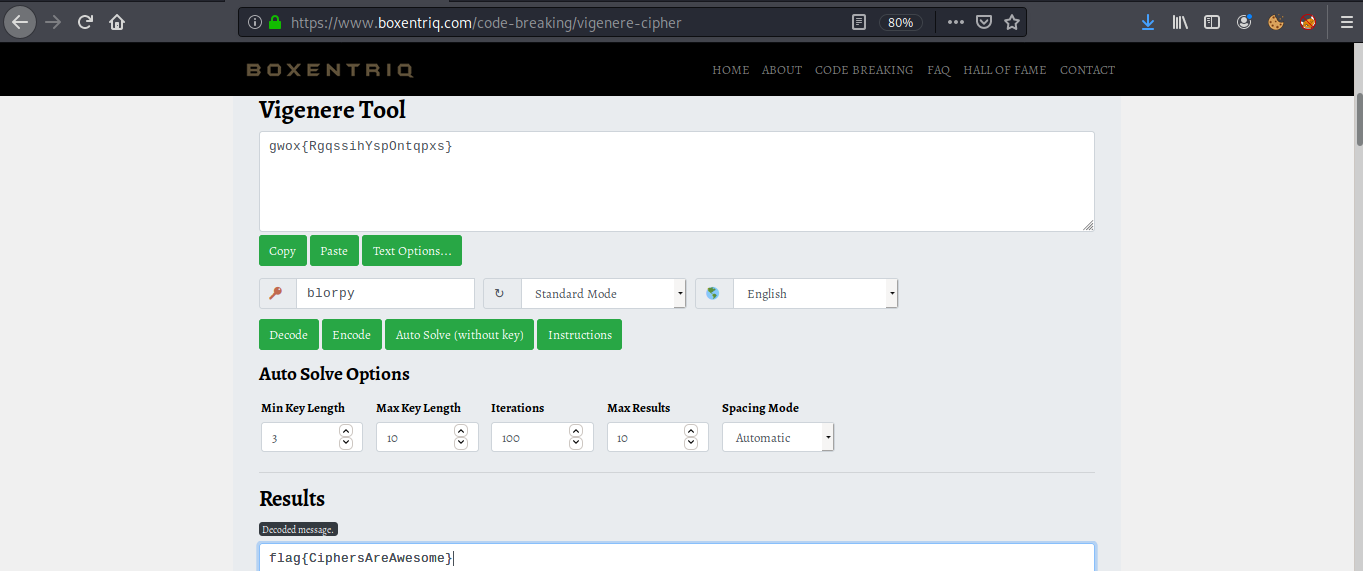 https://www.boxentriq.com/code-breaking/vigenere-cipher 80%
BOXENTRIQ HOME ABOUT CODE BREAKING FAQ HALL OF FAME CONTACT
Vigenere Tool
gwox{RgqssihYspOntqpxs}
Copy Paste Text Options...
blorpy Standard Mode English
Decode Encode Auto Solve (without key) Instructions
Auto Solve Options
Min Key Length Max Key Length Iterations Max Results Spacing Mode
3 10 100 10 Automatic
Results
Decoded message.
flag{CiphersAreAwesome}